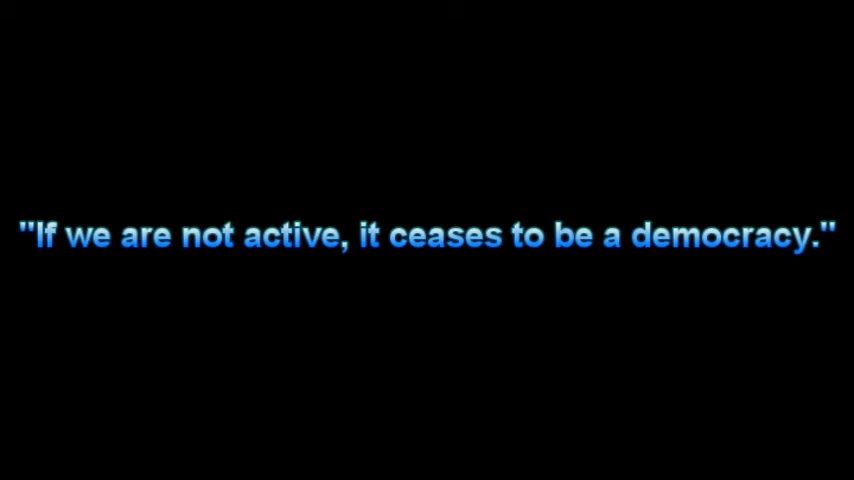 "If we are not active, it ceases to be a democracy."